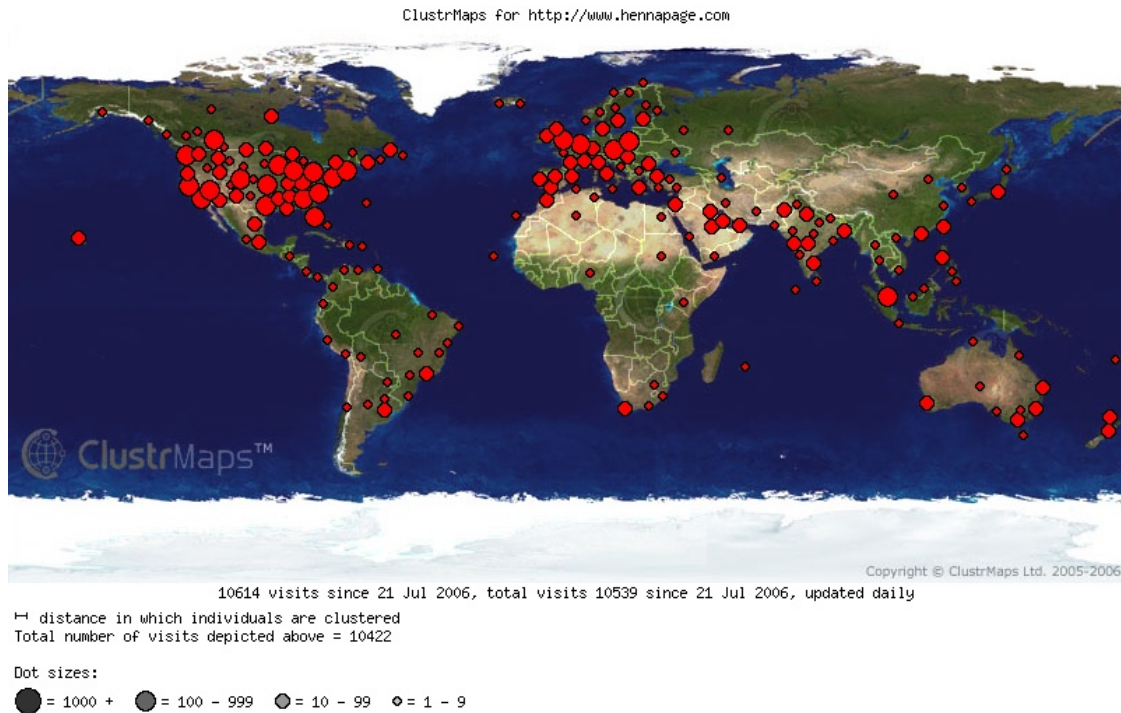 ClustrMaps for http://www.hennapage.com
ClustrMaps™
Copyright © ClustrMaps Ltd. 2005-2006
10614 visits since 21 Jul 2006, total visits 10539 since 21 Jul 2006, updated daily
distance in which individuals are clustered
Total number of visits depicted above = 10422
Dot sizes:
= 1000 + = 100 - 999 = 10 - 99 = 1 - 9